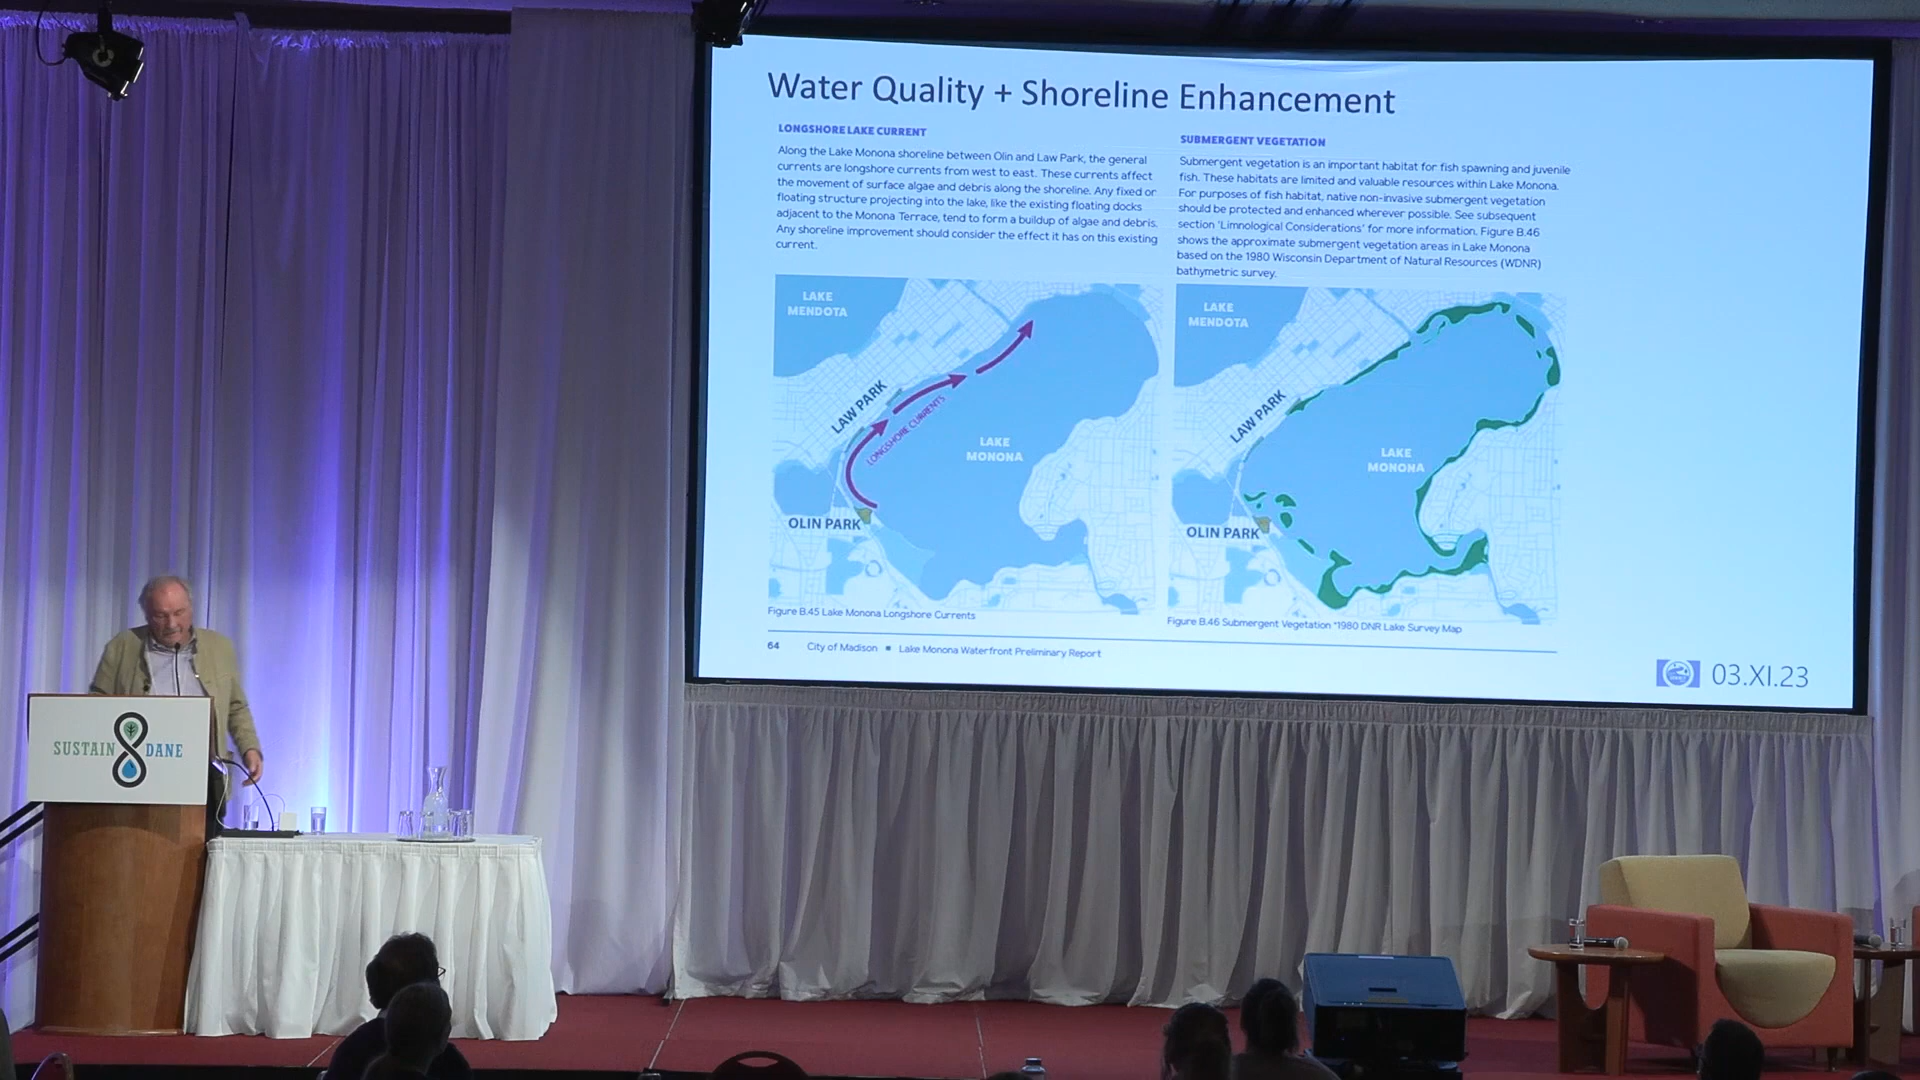 Water Quality + Shoreline Enhancement
LONGSHORE LAKE CURRENT
Along the Lake Monona shoreline between Olin and Law Park, the general
currents are longshore currents from west to east. These currents affect
the movement of surface algae and debris along the shoreline. Any fixed or
floating structure projecting into the lake, like the existing floating docks
adjacent to the Monona Terrace, tend to form a buildup of algae and debris.
Any shoreline improvement should consider the effect it has on this existing
current.
SUBMERGENT VEGETATION
Submergent vegetation is an important habitat for fish spawning and juvenile
fish. These habitats are limited and valuable resources within Lake Monona.
For purposes of fish habitat, native non-invasive submergent vegetation
should be protected and enhanced wherever possible. See subsequent
section 'Limnological Considerations' for more information. Figure B.46
shows the approximate submergent vegetation areas in Lake Monona
based on the 1980 Wisconsin Department of Natural Resources (WDNR)
bathymetric survey.
LAKE
MENDOTA
LAW PARK
LONGSHORE CURRENTS
LAKE
MONONA
OLIN PARK
Figure B.45 Lake Monona Longshore Currents
LAKE
MENDOTA
LAW PARK
LAKE
MONONA
OLIN PARK
Figure B.46 Submergent Vegetation *1980 DNR Lake Survey Map
64 City of Madison ■ Lake Monona Waterfront Preliminary Report
03.XI.23
SUSTAIN DANE